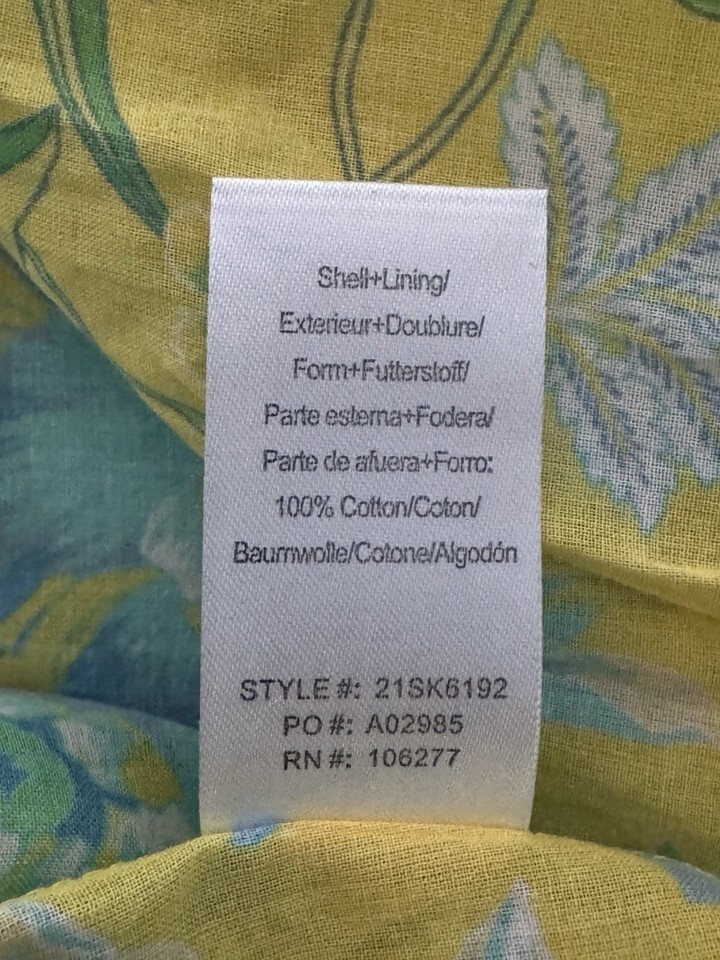 Shell+Lining/
Exterieur+Doublure/
Form+Futterstoff/
Parte esterna+Fodera/
Parte de afuera+Forro:
100% Cotton/Coton/
Baumwolle/Cotone/Algodón
STYLE #: 21SK6192
PO #: A02985
RN #: 106277